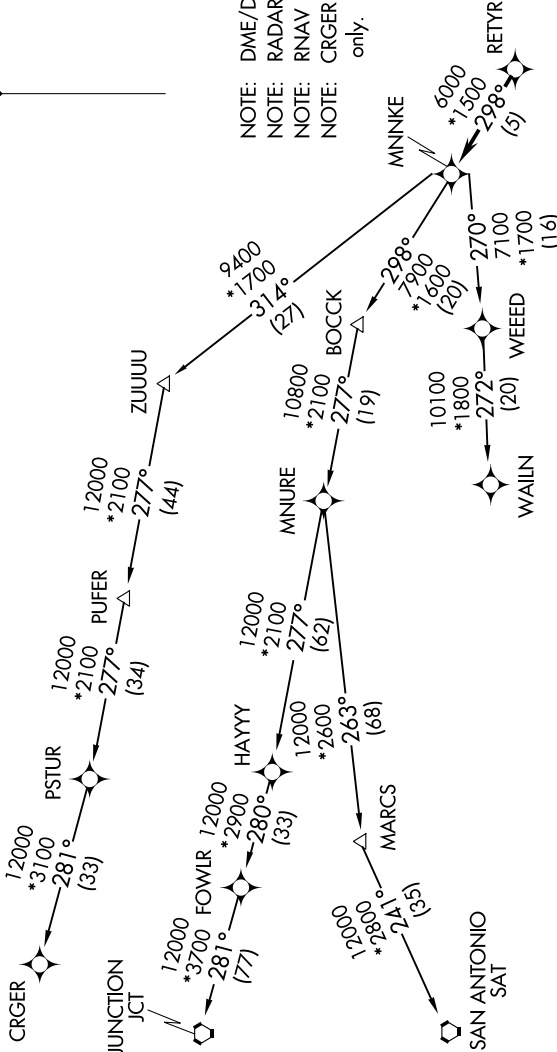 NOTE: DME/D
NOTE: RADAR
NOTE: RNAV
NOTE: CRGER
only.
RETYR
6000
*1500
298°
(5)
MNNKE
9400
*1700
314°
(27)
298°
7900
*1600
(20)
270°
7100
*1700
(16)
ZUUUU
BOCCK
WEEED
12000
*2100
277°
(44)
10800
*2100
277°
(19)
10100
*1800
272°
(20)
PUFER
MNURE
WAILN
12000
*2100
277°
(34)
12000
*2100
277°
(62)
12000
*2600
263°
(68)
PSTUR
HAYYY
MARCS
12000
*3100
281°
(33)
12000
*2900
280°
(33)
FOWLR
12000
*3700
281°
(77)
12000
*2800
241°
(35)
CRGER
JUNCTION
JCT
SAN ANTONIO
SAT